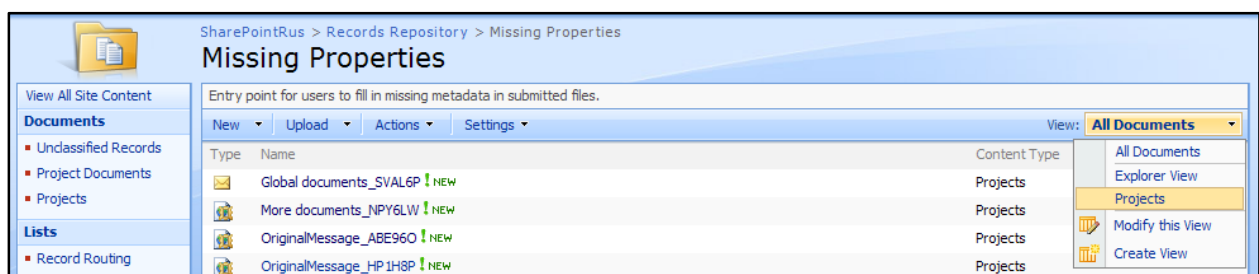 SharePointRus > Records Repository > Missing Properties
Missing Properties
View All Site Content
Entry point for users to fill in missing metadata in submitted files.
Documents
New Upload Actions Settings View: All Documents
Unclassified Records
Project Documents
Projects
Lists
Record Routing
Type Name Content Type
Global documents_SVAL6P ! NEW Projects
More documents_NPY6LW ! NEW Projects
OriginalMessage_ABE96O ! NEW Projects
OriginalMessage_HP1H8P ! NEW Projects
All Documents
Explorer View
Projects
Modify this View
Create View